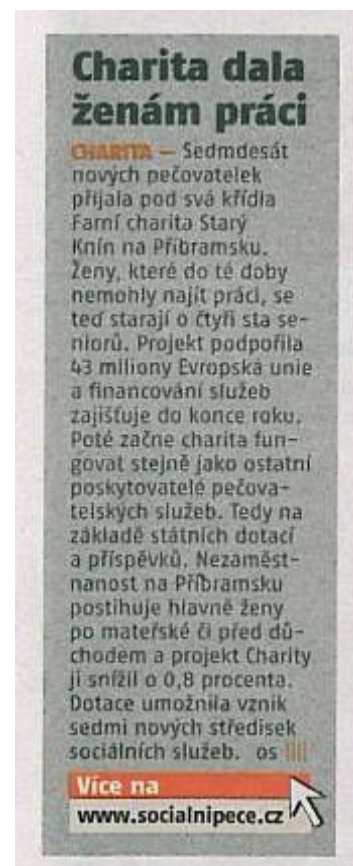 Charita dala
ženám práci
CHARITA – Sedmdesát
nových pečovatelek
přijala pod svá křídla
Farní charita Starý
Knín na Příbramsku.
Ženy, které do té doby
nemohly najít práci, se
teď starají o čtyři sta se-
niorů. Projekt podpořila
43 miliony Evropská unie
a financování služeb
zajišťuje do konce roku.
Poté začne charita fun-
govat stejně jako ostatní
poskytovatelé pečova-
telských služeb. Tedy na
základě státních dotací
a příspěvků. Nezaměst-
nanost na Příbramsku
postihuje hlavně ženy
po mateřské či před dů-
chodem a projekt Charity
ji snížil o 0,8 procenta.
Dotace umožnila vznik
sedmi nových středisek
sociálních služeb. os
Více na
www.socialnipece.cz